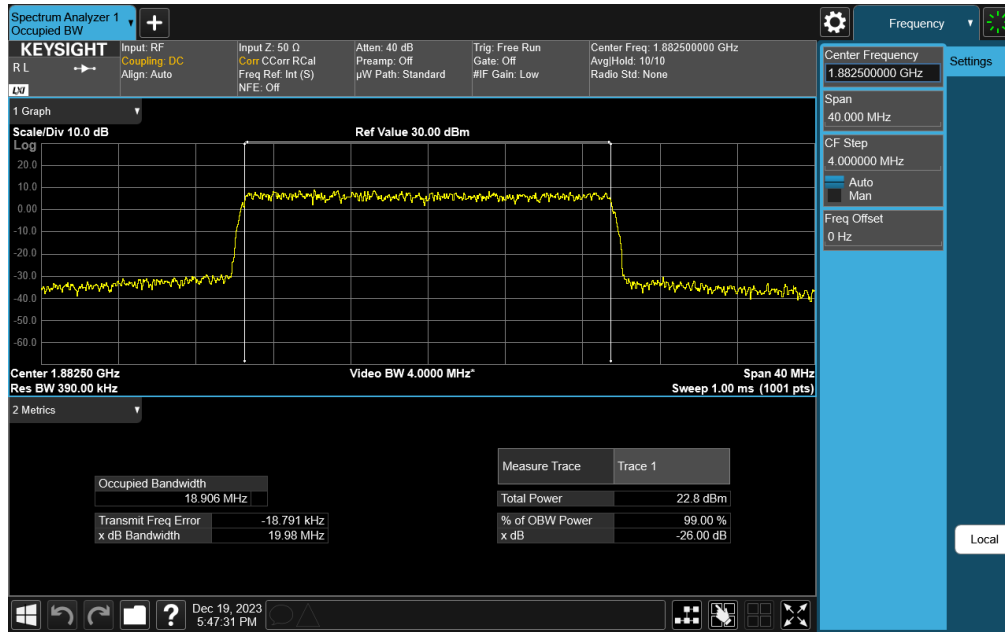 Spectrum Analyzer 1
Occupied BW
Frequency
KEYSIGHT
RL
LXI
Input: RF
Coupling: DC
Align: Auto
Input Z: 50 Ω
Corr CCorr RCal
Freq Ref: Int (S)
NFE: Off
Atten: 40 dB
Preamp: Off
µW Path: Standard
Trig: Free Run
Gate: Off
#IF Gain: Low
Center Freq: 1.882500000 GHz
Avg|Hold: 10/10
Radio Std: None
Center Frequency
1.882500000 GHz
Settings
Span
40.000 MHz
CF Step
4.000000 MHz
Auto
Man
Freq Offset
0 Hz
Local
1 Graph
Scale/Div 10.0 dB
Ref Value 30.00 dBm
Log
20.0
10.0
0.00
-10.0
-20.0
-30.0
-40.0
-50.0
-60.0
Center 1.88250 GHz
Video BW 4.0000 MHz*
Span 40 MHz
Res BW 390.00 kHz
Sweep 1.00 ms (1001 pts)
2 Metrics
Occupied Bandwidth
18.906 MHz
Transmit Freq Error -18.791 kHz
x dB Bandwidth 19.98 MHz
Measure Trace Trace 1
Total Power 22.8 dBm
% of OBW Power 99.00 %
x dB -26.00 dB
?
Dec 19, 2023
5:47:31 PM